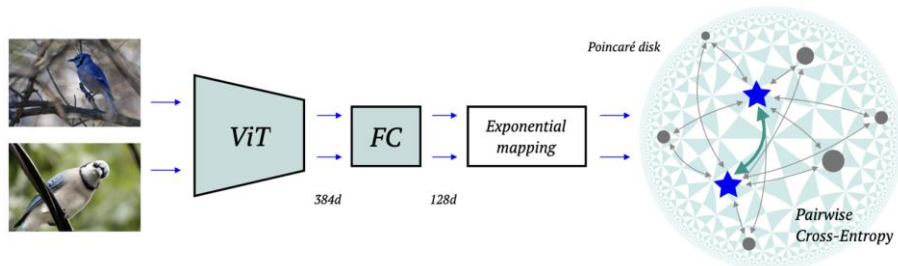 Poincaré disk
ViT
FC
Exponential
mapping
384d
128d
Pairwise
Cross-Entropy